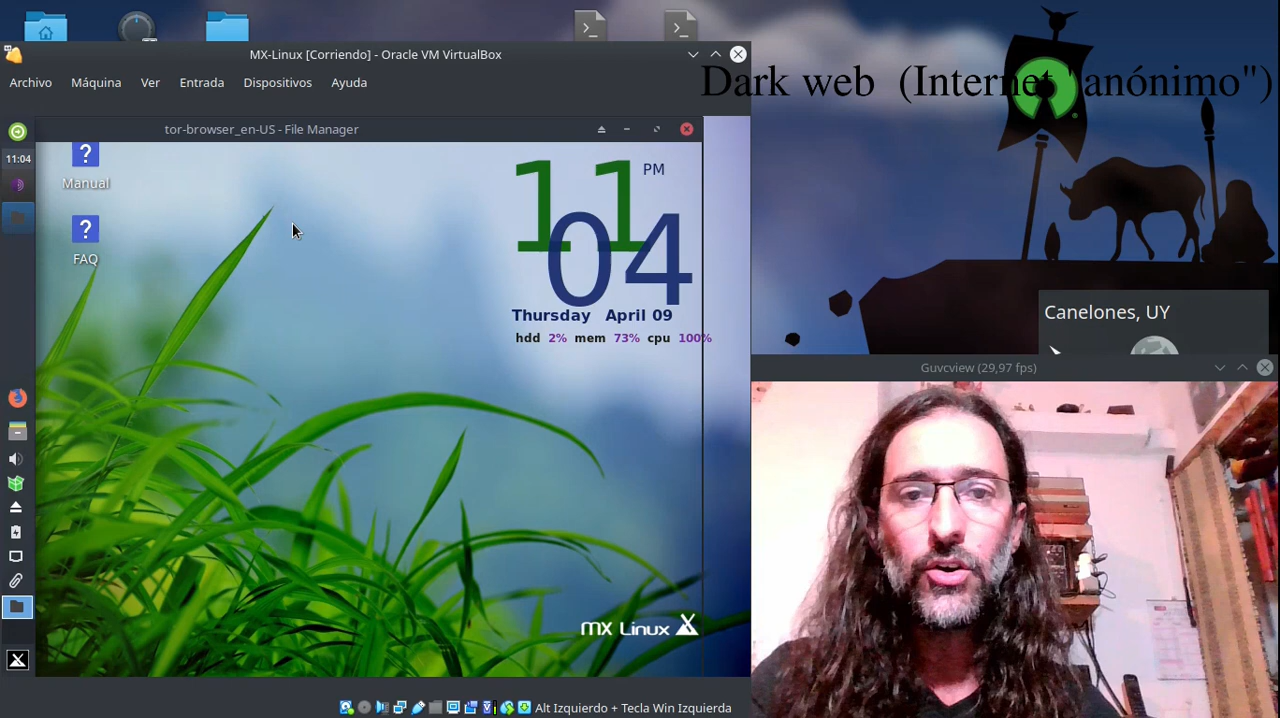 MX-Linux [Corriendo] - Oracle VM VirtualBox
Archivo Máquina Ver Entrada Dispositivos Ayuda
Dark web (Internet "anónimo")
tor-browser_en-US - File Manager
11:04
Manual
FAQ
11 PM
04
Thursday April 09
hdd 2% mem 73% cpu 100%
Canelones, UY
Guvcview (29,97 fps)
MX Linux
Alt Izquierdo + Tecla Win Izquierda